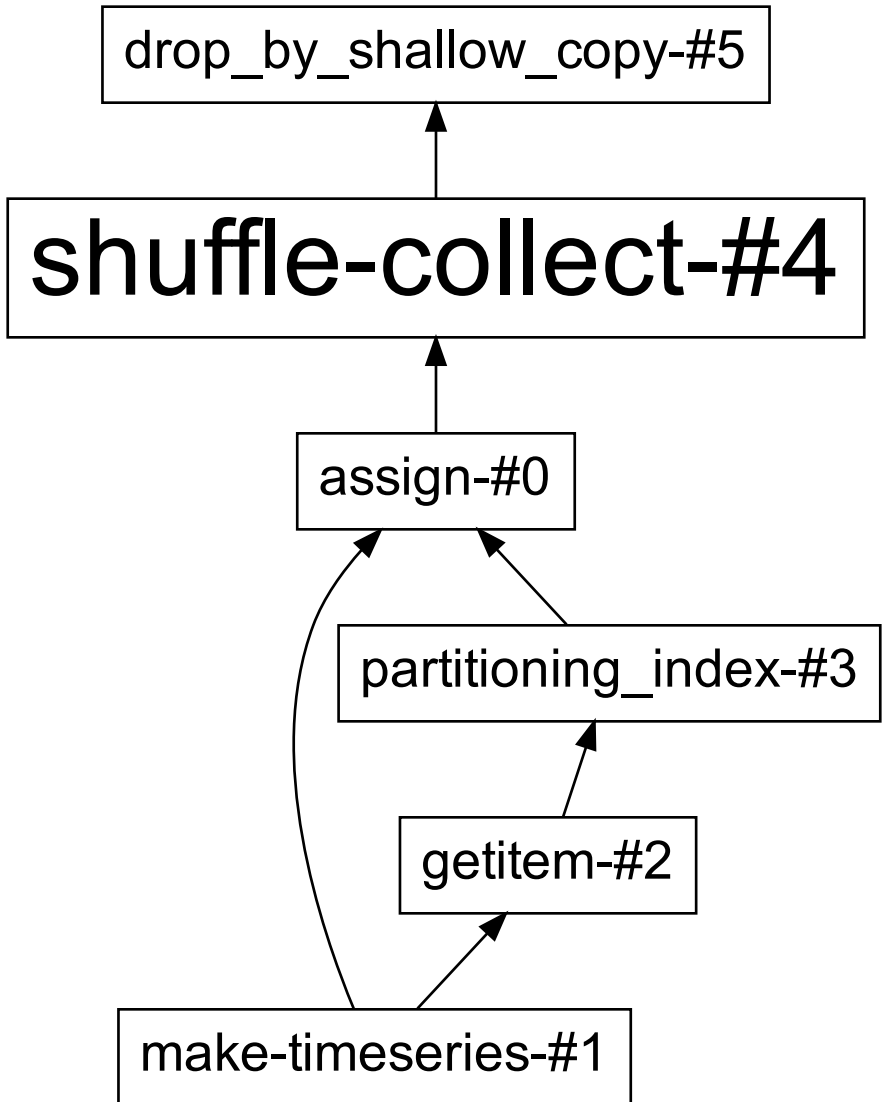 drop_by_shallow_copy-#5
shuffle-collect-#4
assign-#0
partitioning_index-#3
getitem-#2
make-timeseries-#1